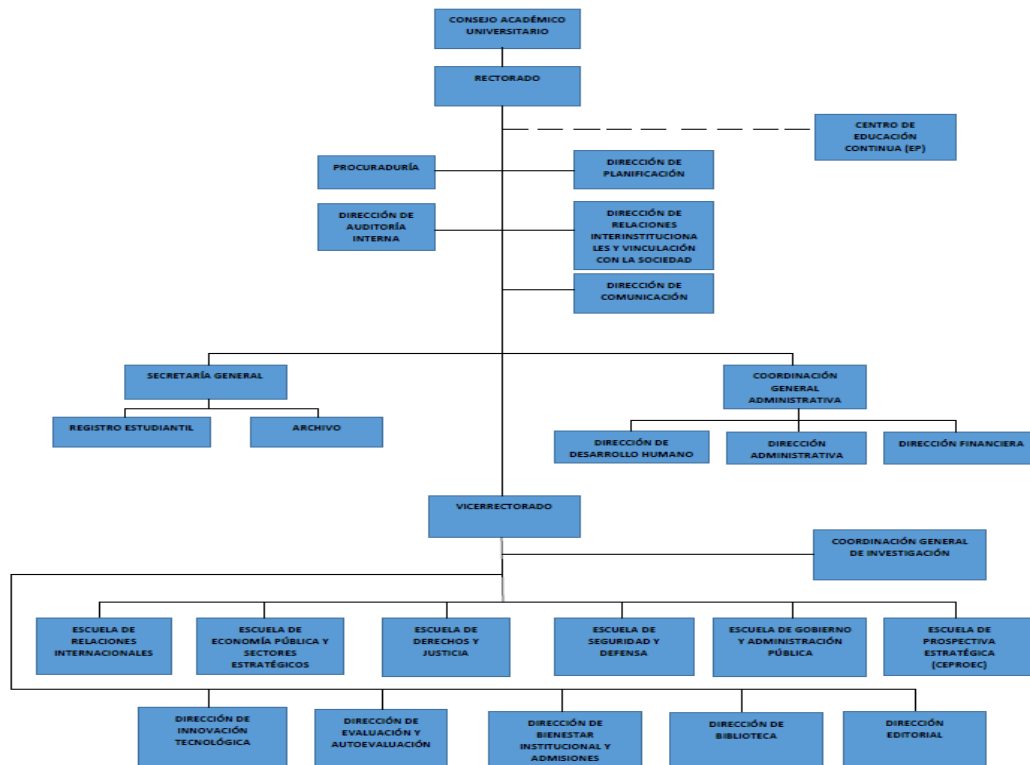 CONSEJO ACADÉMICO
UNIVERSITARIO
RECTORADO
CENTRO DE
EDUCACIÓN
CONTINUA (EP)
PROCURADURÍA
DIRECCIÓN DE
PLANIFICACIÓN
DIRECCIÓN DE
AUDITORÍA
INTERNA
DIRECCIÓN DE
RELACIONES
INTERINSTITUCIONA
LES Y VINCULACIÓN
CON LA SOCIEDAD
DIRECCIÓN DE
COMUNICACIÓN
SECRETARÍA GENERAL
COORDINACIÓN
GENERAL
ADMINISTRATIVA
REGISTRO ESTUDIANTIL
ARCHIVO
DIRECCIÓN DE
DESARROLLO HUMANO
DIRECCIÓN
ADMINISTRATIVA
DIRECCIÓN FINANCIERA
VICERRECTORADO
COORDINACIÓN GENERAL
DE INVESTIGACIÓN
ESCUELA DE
RELACIONES
INTERNACIONALES
ESCUELA DE
ECONOMÍA PÚBLICA Y
SECTORES
ESTRATÉGICOS
ESCUELA DE
DERECHOS Y
JUSTICIA
ESCUELA DE
SEGURIDAD Y
DEFENSA
ESCUELA DE GOBIERNO
Y ADMINISTRACIÓN
PÚBLICA
ESCUELA DE
PROSPECTIVA
ESTRATÉGICA
(CEPROEC)
DIRECCIÓN DE
INNOVACIÓN
TECNOLÓGICA
DIRECCIÓN DE
EVALUACIÓN Y
AUTOEVALUACIÓN
DIRECCIÓN DE
BIENESTAR
INSTITUCIONAL Y
ADMISIONES
DIRECCIÓN DE
BIBLIOTECA
DIRECCIÓN
EDITORIAL